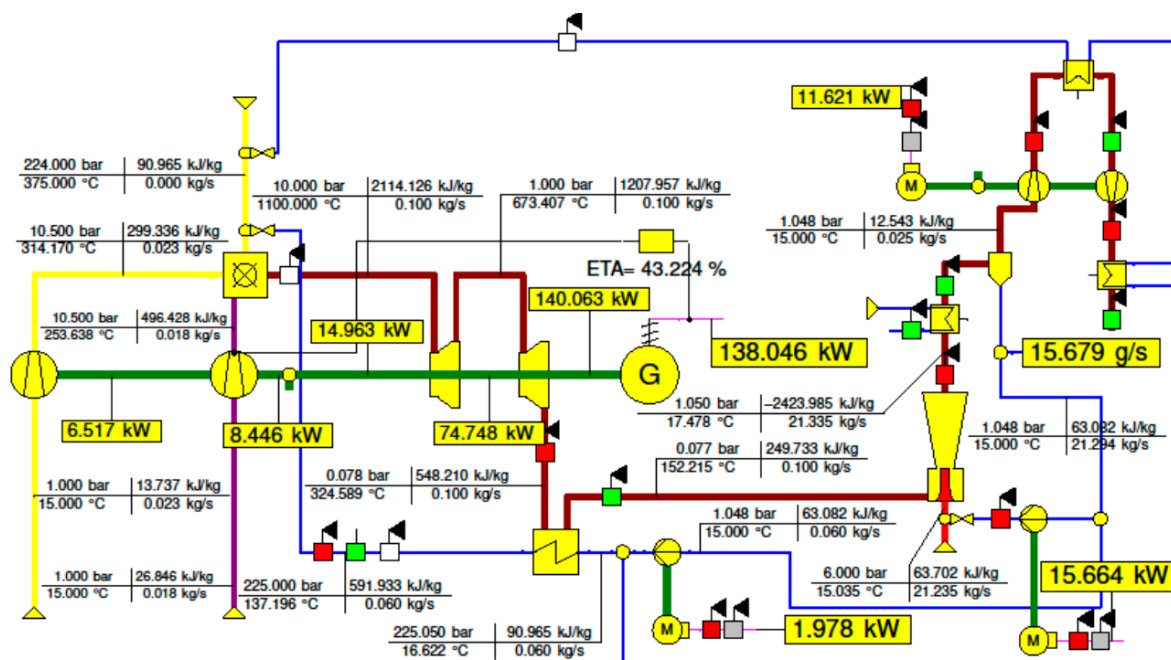 11.621 kW
M
224.000 bar 90.965 kJ/kg
375.000 °C 0.000 kg/s
10.000 bar 2114.126 kJ/kg
1100.000 °C 0.100 kg/s
1.000 bar 1207.957 kJ/kg
673.407 °C 0.100 kg/s
1.048 bar 12.543 kJ/kg
15.000 °C 0.025 kg/s
10.500 bar 299.336 kJ/kg
314.170 °C 0.023 kg/s
ETA= 43.224 %
140.063 kW
10.500 bar 496.428 kJ/kg
253.638 °C 0.018 kg/s
14.963 kW
138.046 kW
15.679 g/s
G
6.517 kW
8.446 kW
74.748 kW
1.050 bar −2423.985 kJ/kg
17.478 °C 21.335 kg/s
1.048 bar 63.082 kJ/kg
15.000 °C 21.294 kg/s
0.077 bar 249.733 kJ/kg
152.215 °C 0.100 kg/s
0.078 bar 548.210 kJ/kg
324.589 °C 0.100 kg/s
1.000 bar 13.737 kJ/kg
15.000 °C 0.023 kg/s
1.048 bar 63.082 kJ/kg
15.000 °C 0.060 kg/s
1.000 bar 26.846 kJ/kg
15.000 °C 0.018 kg/s
225.000 bar 591.933 kJ/kg
137.196 °C 0.060 kg/s
6.000 bar 63.702 kJ/kg
15.035 °C 21.235 kg/s
15.664 kW
225.050 bar 90.965 kJ/kg
16.622 °C 0.060 kg/s
M
1.978 kW
M